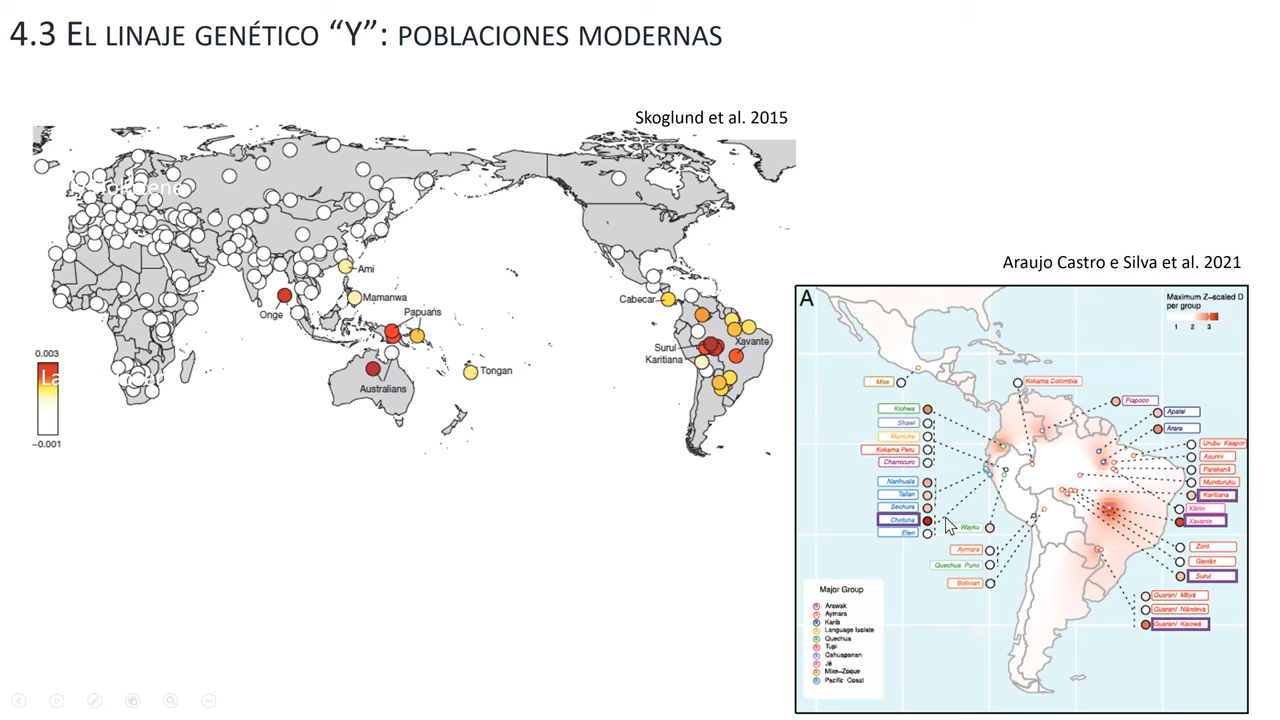 4.3 EL LINAJE GENÉTICO “Y”: POBLACIONES MODERNAS
Skoglund et al. 2015
Ami
Mamanwa
Onge
Papuans
Australians
Tongan
Cabecar
Suruí
Karitiana
Xavante
0.003
La
−0.001
Araujo Castro e Silva et al. 2021
A
Maximum Z−scaled D
per group
1 2 3
Mixe
Kokama Colombia
Piapoco
Apalai
Arara
Kichwa
Shawi
Muniche
Kokama Peru
Chamicuro
Narihuala
Tallan
Sechura
Chotuna
Eten
Wayku
Aymara
Quechua Puno
Bolivian
Urubu Kaapor
Asurini
Parakanã
Munduruku
Karitiana
Xikrin
Xavante
Zoró
Gavião
Suruí
Guaraní Mbyá
Guaraní Nãndeva
Guaraní Kaiowá
Major Group
Arawak
Aymara
Karib
Language Isolate
Quechua
Tupí
Cahuapanan
Jê
Mixe−Zoque
Pacific Coast